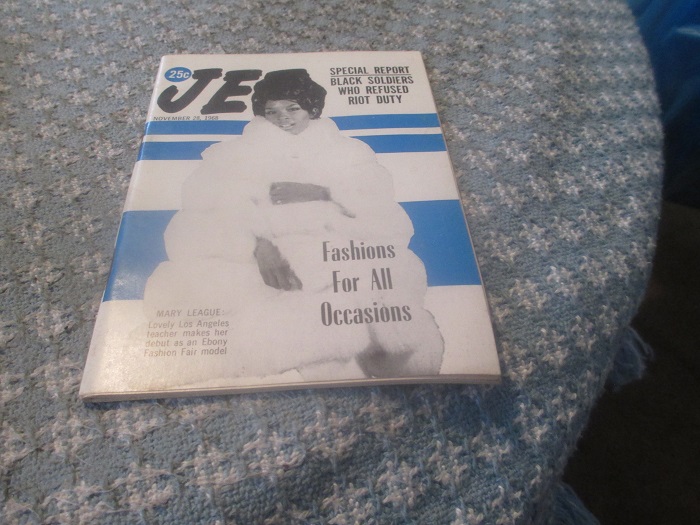 25c
JE
NOVEMBER 28, 1968
SPECIAL REPORT
BLACK SOLDIERS
WHO REFUSED
RIOT DUTY
Fashions
For All
Occasions
MARY LEAGUE:
Lovely Los Angeles
teacher makes her
debut as an Ebony
Fashion Fair model